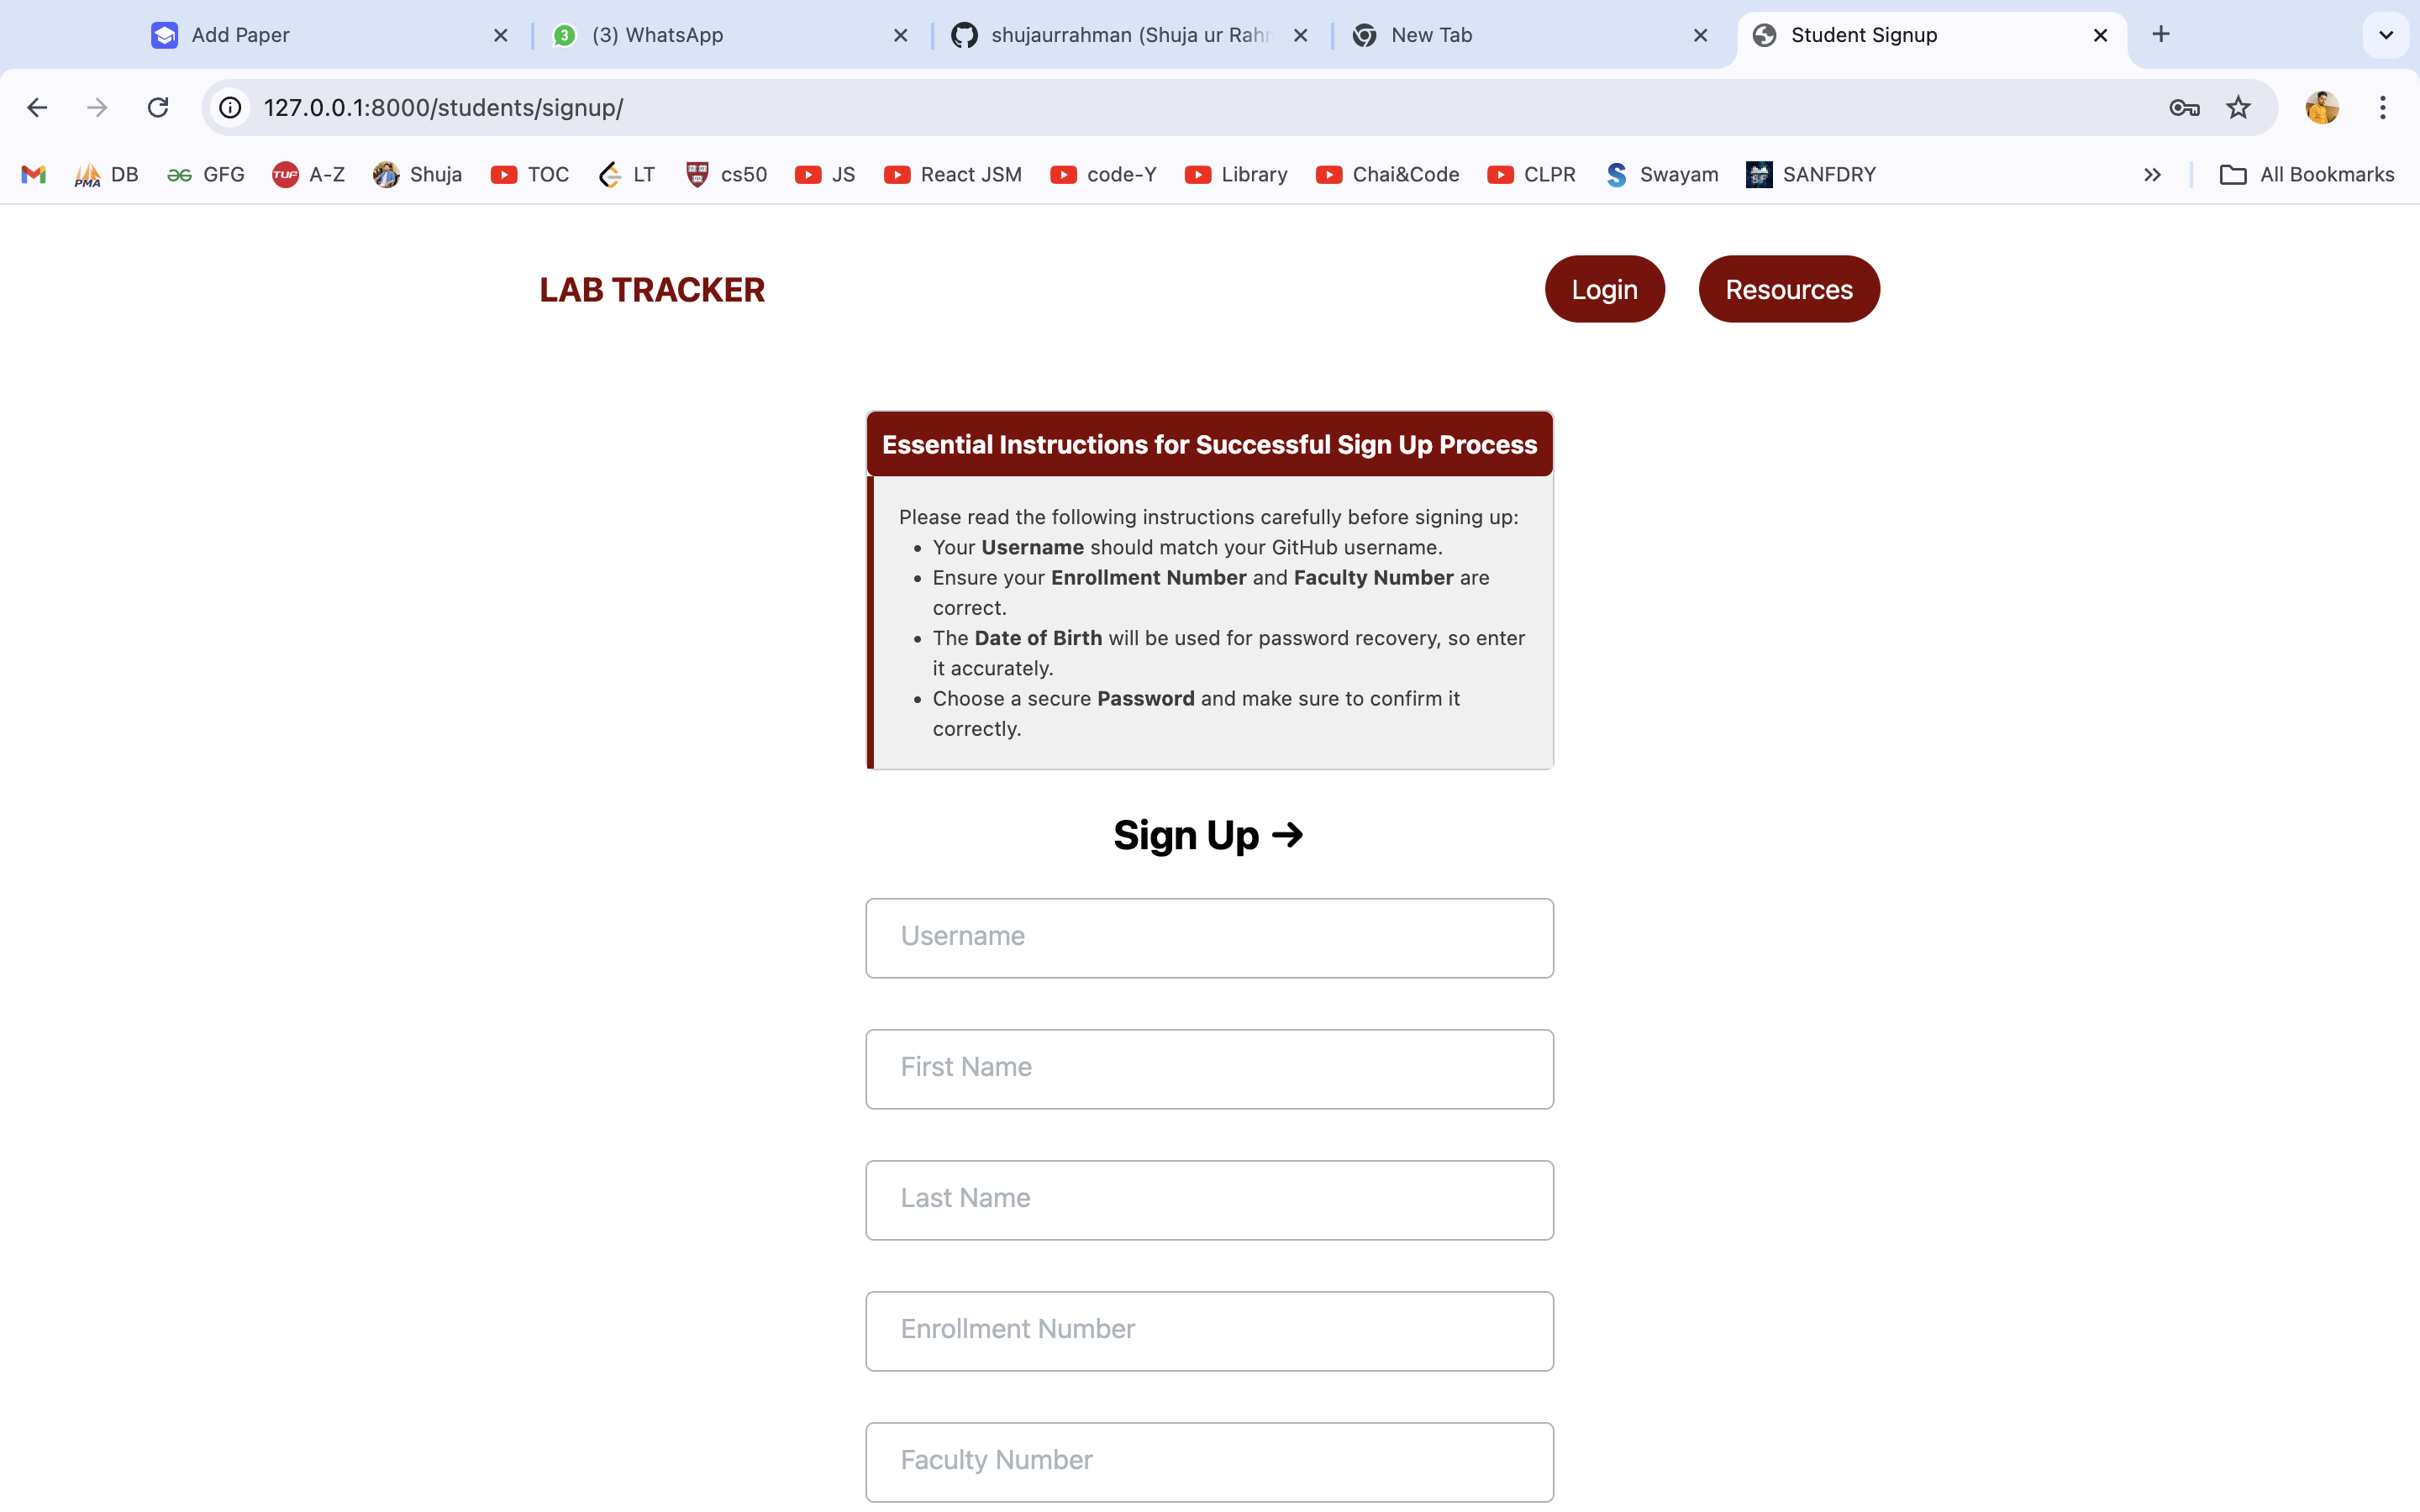 Add Paper
3
(3) WhatsApp
shujaurrahman (Shuja ur Rahm
New Tab
Student Signup
127.0.0.1:8000/students/signup/
PMA
DB
GFG
TUF
A-Z
Shuja
TOC
LT
cs50
JS
React JSM
code-Y
Library
Chai&Code
CLPR
Swayam
SF
SANFDRY
All Bookmarks
LAB TRACKER
Login
Resources
Essential Instructions for Successful Sign Up Process
Please read the following instructions carefully before signing up:
• Your Username should match your GitHub username.
• Ensure your Enrollment Number and Faculty Number are
correct.
• The Date of Birth will be used for password recovery, so enter
it accurately.
• Choose a secure Password and make sure to confirm it
correctly.
Sign Up →
Username
First Name
Last Name
Enrollment Number
Faculty Number